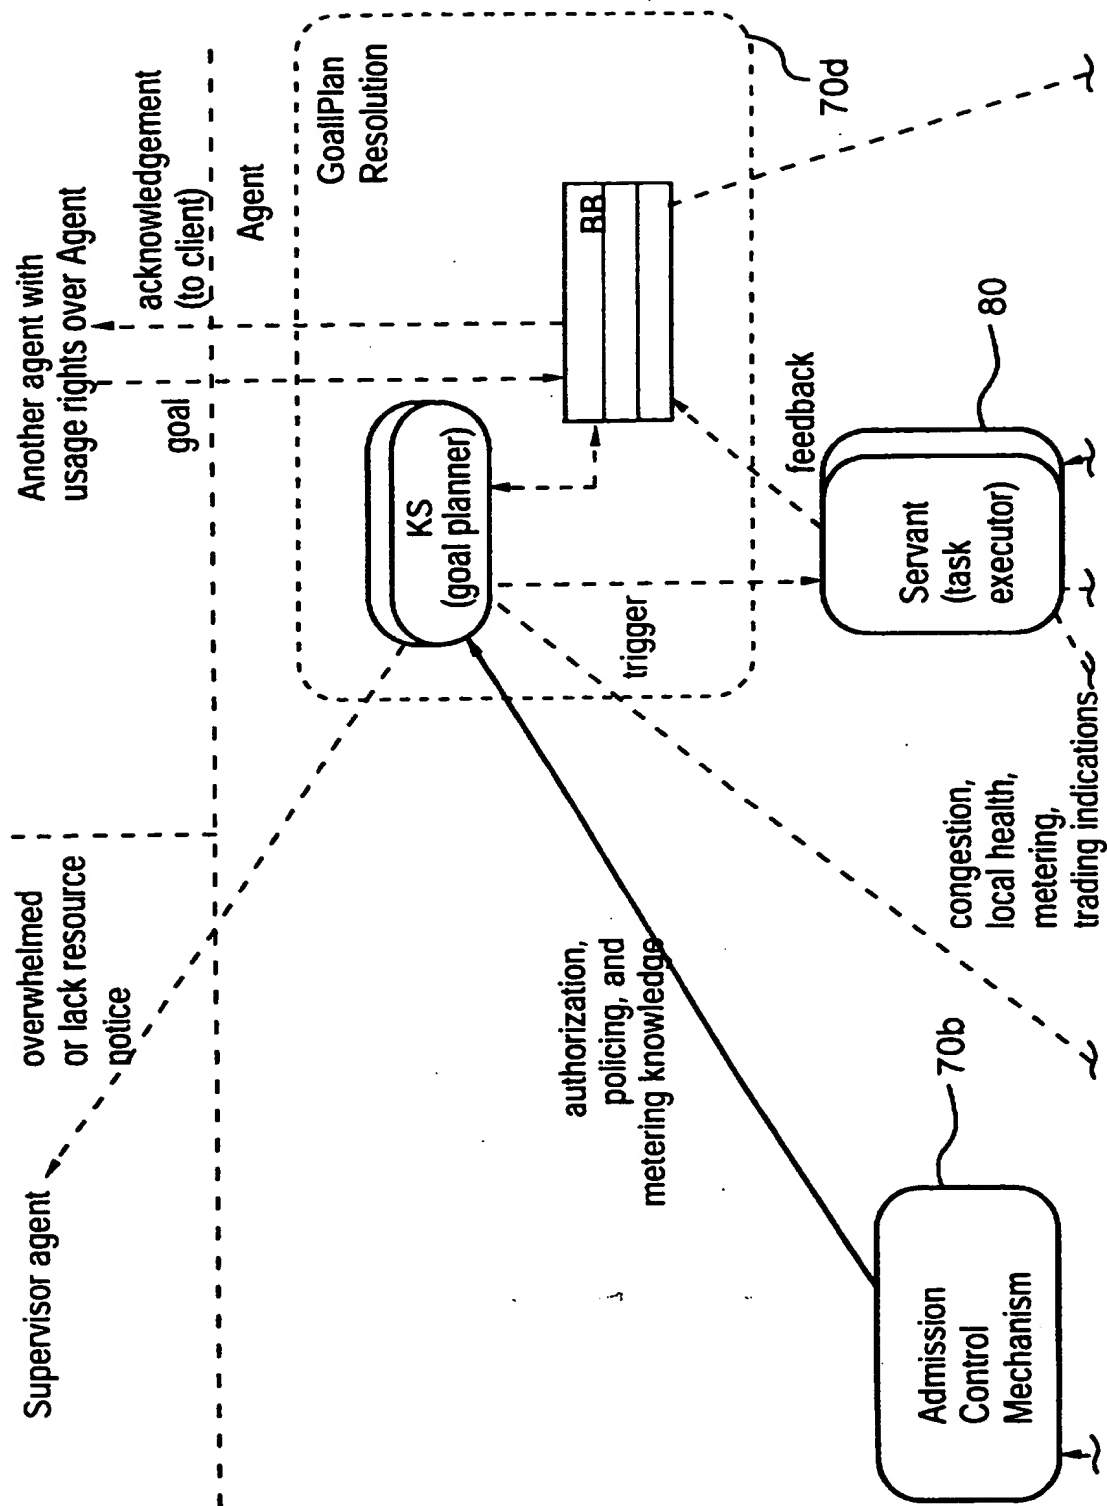 Supervisor agent
overwhelmed
or lack resource
notice
Another agent with
usage rights over Agent
goal
acknowledgement
(to client)
Agent
GoallPlan
Resolution
KS
(goal planner)
BB
70d
trigger
authorization,
policing, and
metering knowledge
feedback
Servant
(task
executor)
80
congestion,
local health,
metering,
trading indications
Admission
Control
Mechanism
70b